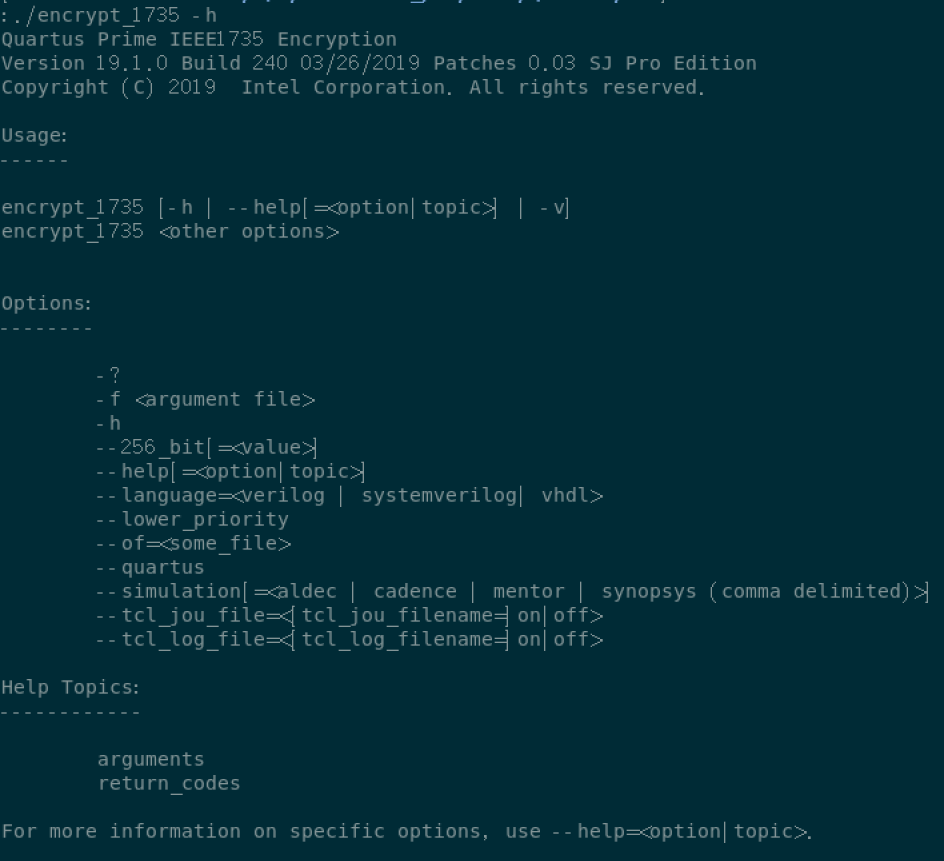 :./encrypt_1735 -h
Quartus Prime IEEE1735 Encryption
Version 19.1.0 Build 240 03/26/2019 Patches 0.03 SJ Pro Edition
Copyright (C) 2019  Intel Corporation. All rights reserved.
Usage:
------
encrypt_1735 [-h | --help[=<option|topic>] | -v]
encrypt_1735 <other options>
Options:
--------
-?
-f <argument file>
-h
--256_bit[=<value>]
--help[=<option|topic>]
--language=<verilog | systemverilog| vhdl>
--lower_priority
--of=<some_file>
--quartus
--simulation[=<aldec | cadence | mentor | synopsys (comma delimited)>]
--tcl_jou_file=<[tcl_jou_filename=]on|off>
--tcl_log_file=<[tcl_log_filename=]on|off>
Help Topics:
------------
arguments
return_codes
For more information on specific options, use --help=<option|topic>.